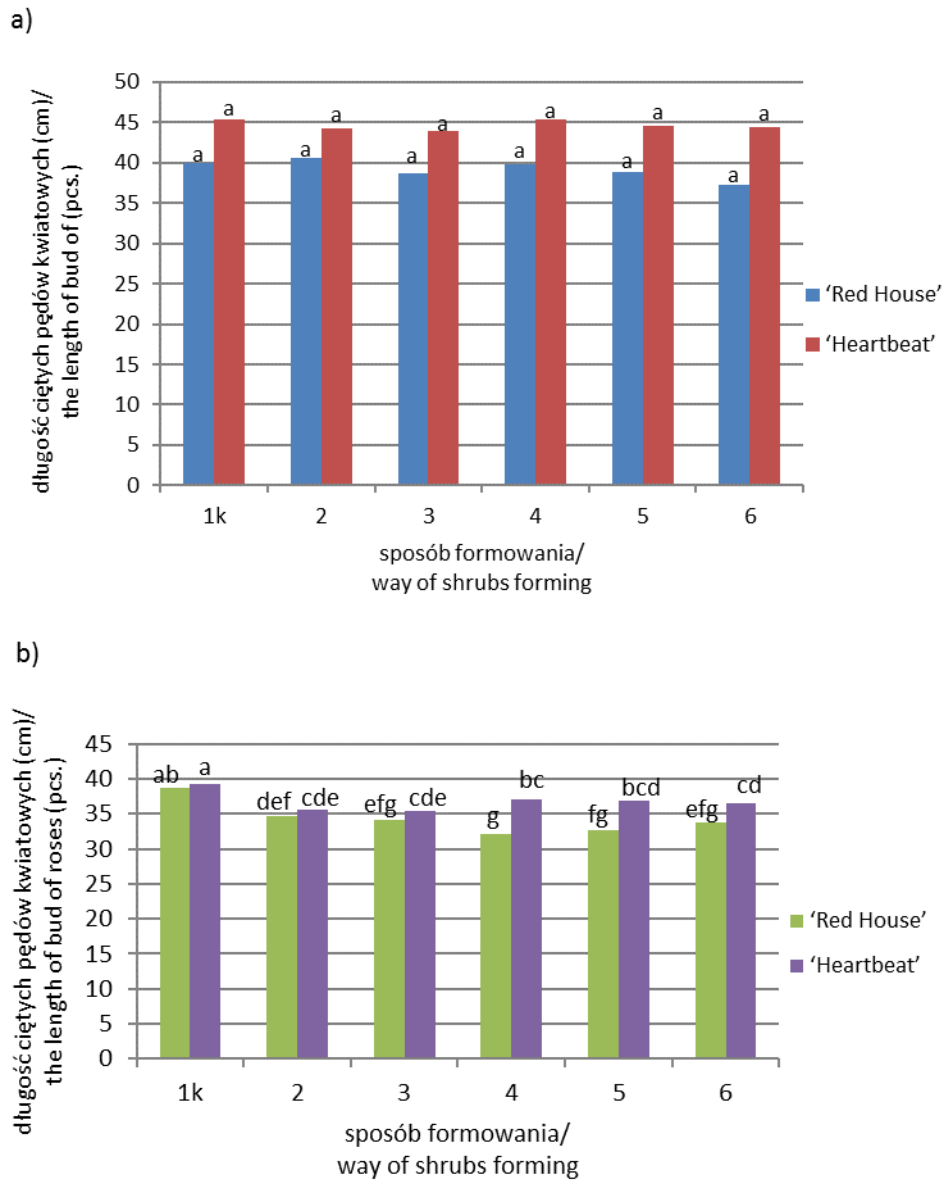 a)
długość ciętych pędów kwiatowych (cm)/
the length of bud of (pcs.)
50
45
40
35
30
25
20
15
10
5
0
a a a a a a
a a a a a a
1k 2 3 4 5 6
sposób formowania/
way of shrubs forming
'Red House'
'Heartbeat'
b)
długość ciętych pędów kwiatowych (cm)/
the length of bud of roses (pcs.)
45
40
35
30
25
20
15
10
5
0
ab a def cde efg cde g bc fg bcd efg cd
1k 2 3 4 5 6
sposób formowania/
way of shrubs forming
'Red House'
'Heartbeat'